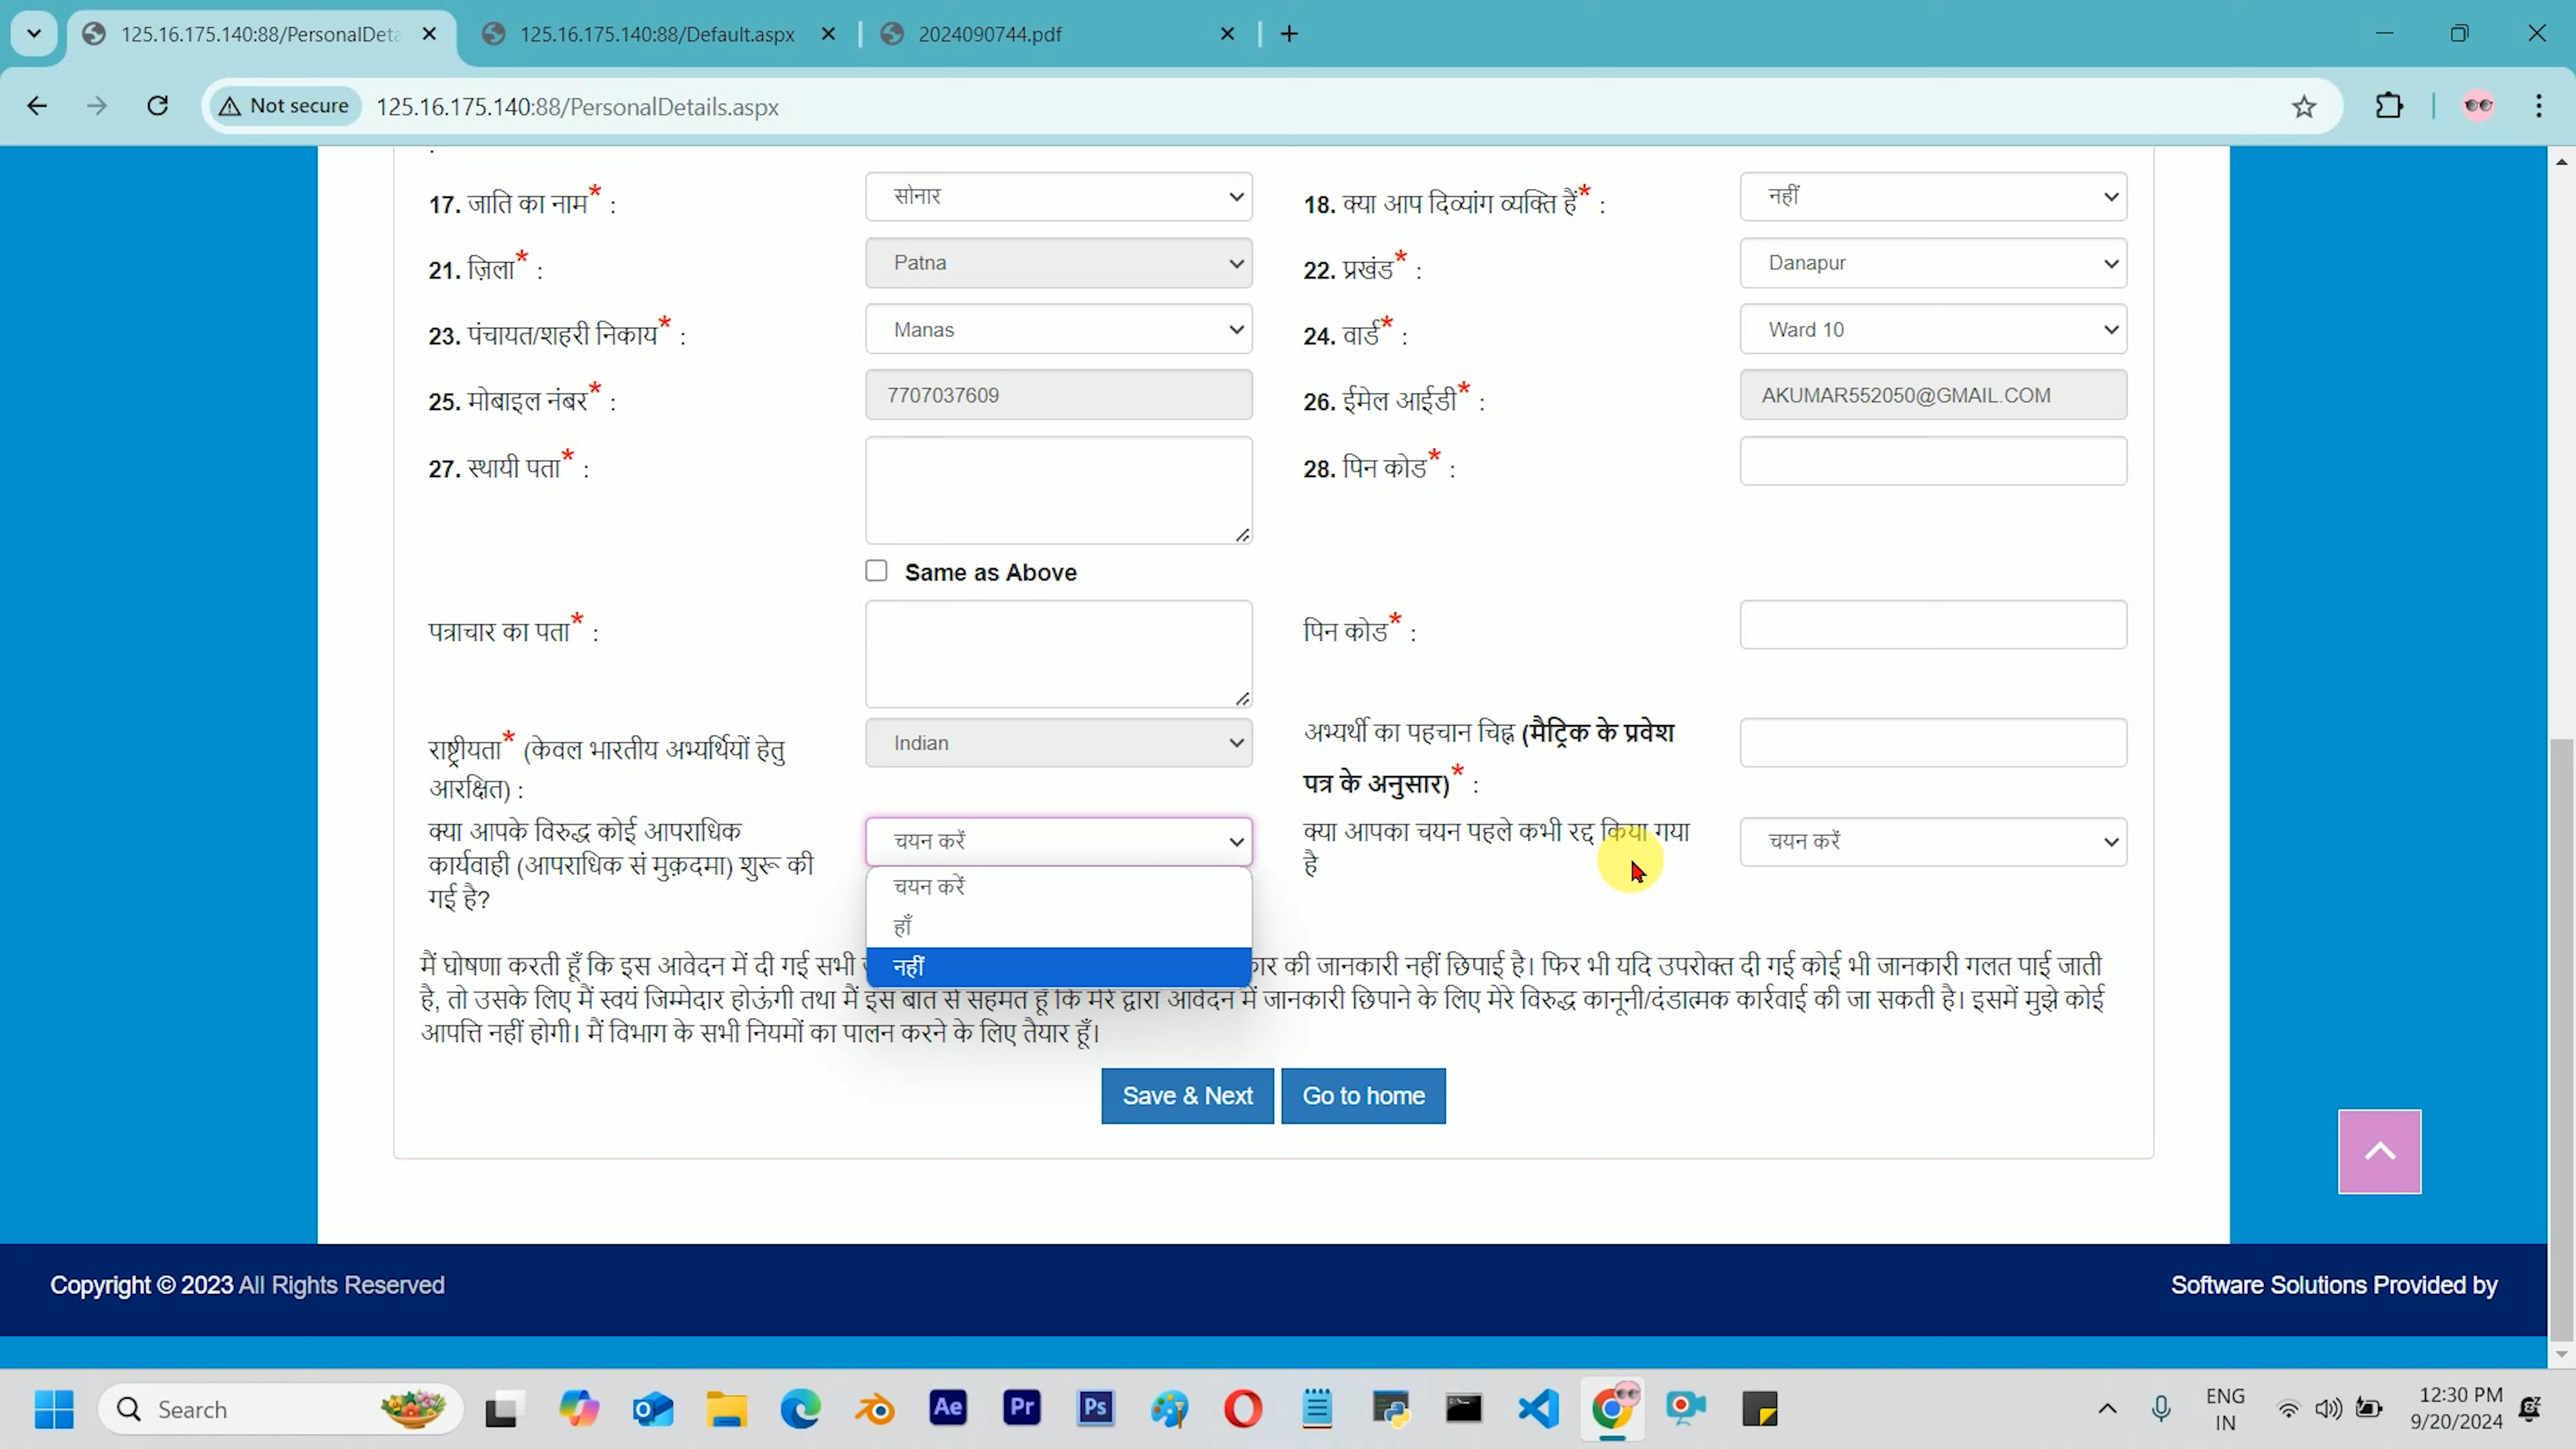 125.16.175.140:88/PersonalDeta
125.16.175.140:88/Default.aspx
2024090744.pdf
Not secure
125.16.175.140:88/PersonalDetails.aspx
17. जाति का नाम* :
सोनार
18. क्या आप दिव्यांग व्यक्ति हैं* :
नहीं
21. ज़िला* :
Patna
22. प्रखंड* :
Danapur
23. पंचायत/शहरी निकाय* :
Manas
24. वार्ड* :
Ward 10
25. मोबाइल नंबर* :
7707037609
26. ईमेल आईडी* :
AKUMAR552050@GMAIL.COM
27. स्थायी पता* :
28. पिन कोड* :
Same as Above
पत्राचार का पता* :
पिन कोड* :
राष्ट्रीयता* (केवल भारतीय अभ्यर्थियों हेतु
आरक्षित) :
Indian
अभ्यर्थी का पहचान चिह्न (मैट्रिक के प्रवेश
पत्र के अनुसार)* :
क्या आपके विरुद्ध कोई आपराधिक
कार्यवाही (आपराधिक सं मुक़दमा) शुरू की
गई है?
चयन करें
चयन करें
हाँ
नहीं
क्या आपका चयन पहले कभी रद्द किया गया
है
चयन करें
मैं घोषणा करती हूँ कि इस आवेदन में दी गई सभी की जानकारी नहीं छिपाई है। फिर भी यदि उपरोक्त दी गई कोई भी जानकारी गलत पाई जाती
है, तो उसके लिए मैं स्वयं जिम्मेदार होऊंगी तथा मैं इस बात से सहमत हूँ कि मेरे द्वारा आवेदन में जानकारी छिपाने के लिए मेरे विरुद्ध कानूनी/दंडात्मक कार्रवाई की जा सकती है। इसमें मुझे कोई
आपत्ति नहीं होगी। मैं विभाग के सभी नियमों का पालन करने के लिए तैयार हूँ।
Save & Next
Go to home
Copyright © 2023 All Rights Reserved
Software Solutions Provided by
Search
Ae
Pr
Ps
ENG
IN
12:30 PM
9/20/2024